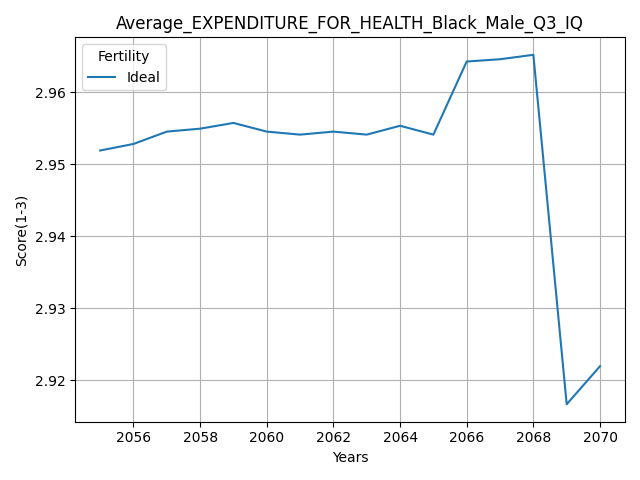 Average_EXPENDITURE_FOR_HEALTH_Black_Male_Q3_IQ
Fertility
Ideal
2.96
2.95
2.94
2.93
2.92
Score(1-3)
2056 2058 2060 2062 2064 2066 2068 2070
Years